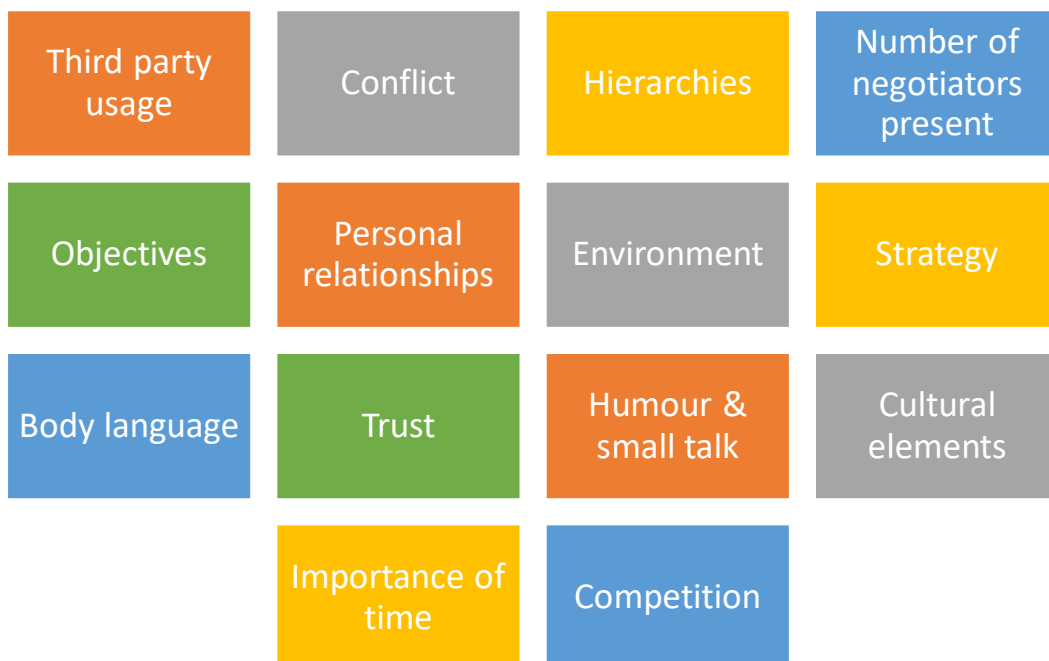 Third party
usage
Conflict
Hierarchies
Number of
negotiators
present
Objectives
Personal
relationships
Environment
Strategy
Body language
Trust
Humour &
small talk
Cultural
elements
Importance of
time
Competition